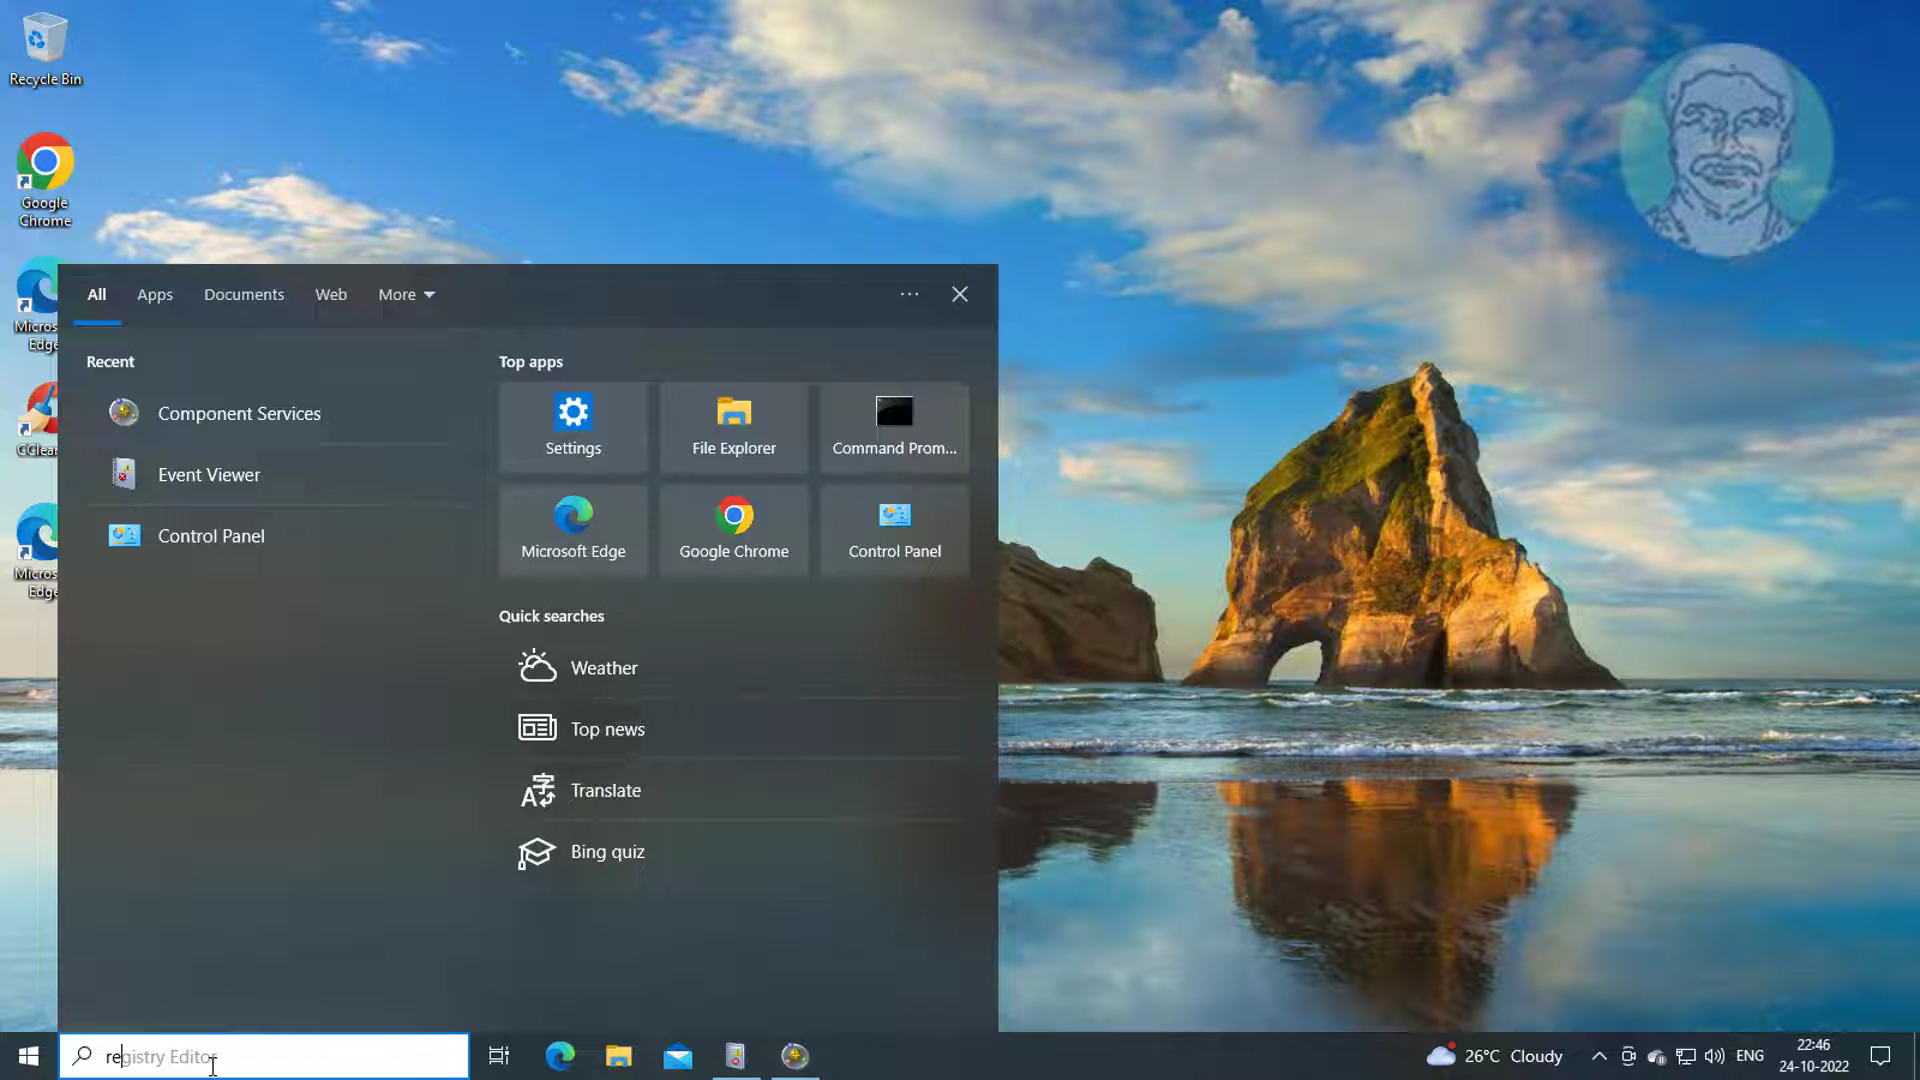 Recycle Bin
Google
Chrome
Micros
Edge
CClear
Micros
Edge
All
Apps
Documents
Web
More
Recent
Component Services
Event Viewer
Control Panel
Top apps
Settings
File Explorer
Command Prom...
Microsoft Edge
Google Chrome
Control Panel
Quick searches
Weather
Top news
Translate
Bing quiz
registry Editor
26°C Cloudy
ENG
22:46
24-10-2022